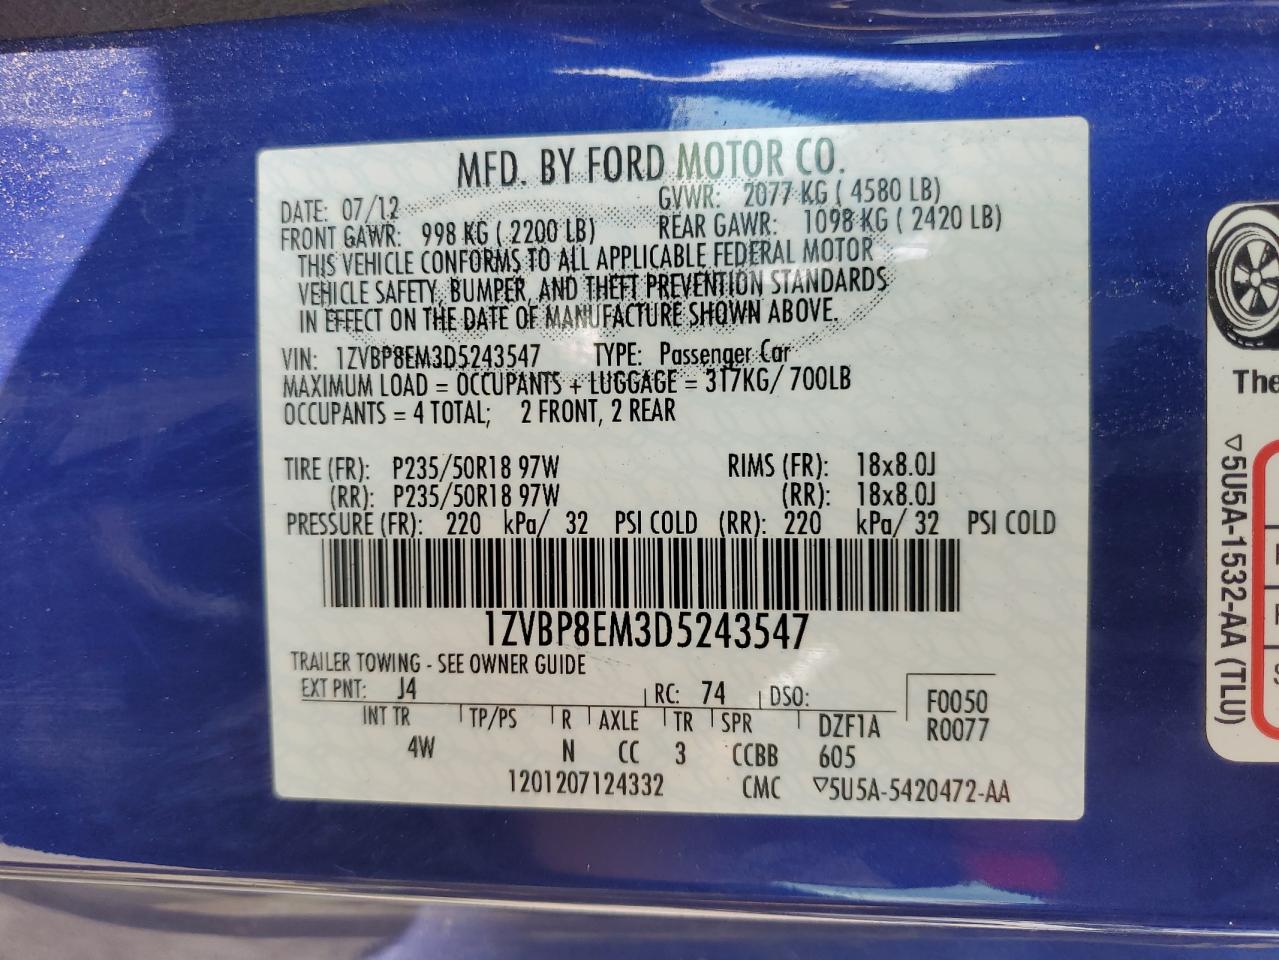 MFD. BY FORD MOTOR CO.
DATE: 07/12 GVWR: 2077 KG ( 4580 LB)
FRONT GAWR: 998 KG ( 2200 LB) REAR GAWR: 1098 KG ( 2420 LB)
THIS VEHICLE CONFORMS TO ALL APPLICABLE FEDERAL MOTOR
VEHICLE SAFETY, BUMPER, AND THEFT PREVENTION STANDARDS
IN EFFECT ON THE DATE OF MANUFACTURE SHOWN ABOVE.
VIN: 1ZVBP8EM3D5243547 TYPE: Passenger Car
MAXIMUM LOAD = OCCUPANTS + LUGGAGE = 317KG/ 700LB
OCCUPANTS = 4 TOTAL; 2 FRONT, 2 REAR
TIRE (FR): P235/50R18 97W RIMS (FR): 18x8.0J
(RR): P235/50R18 97W (RR): 18x8.0J
PRESSURE (FR): 220 kPa/ 32 PSI COLD (RR): 220 kPa/ 32 PSI COLD
1ZVBP8EM3D5243547
TRAILER TOWING - SEE OWNER GUIDE
EXT PNT: J4 RC: 74 DSO: F0050
INT TR TP/PS R AXLE TR SPR DZF1A R0077
4W N CC 3 CCBB 605
1201207124332 CMC ▽5U5A-5420472-AA
The
▽5U5A-1532-AA (TLU)